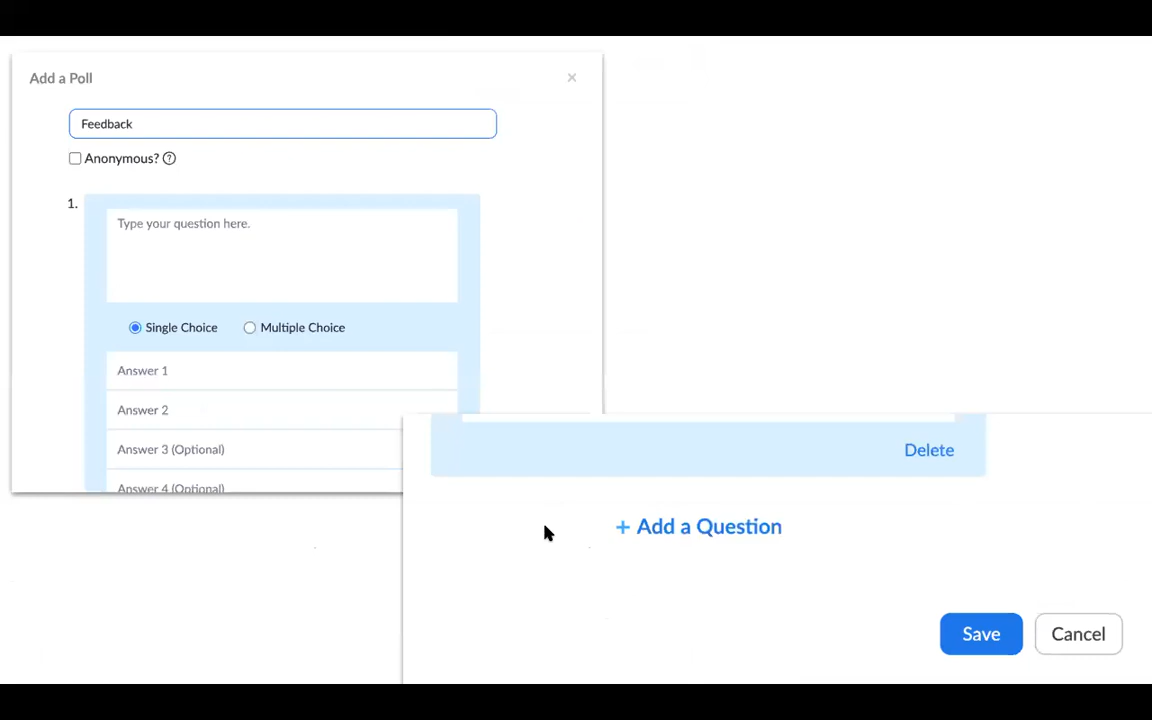 Add a Poll ×
Feedback
Anonymous? ?
1.
Type your question here.
Single Choice Multiple Choice
Answer 1
Answer 2
Answer 3 (Optional)
Answer 4 (Optional)
Delete
+ Add a Question
Save Cancel